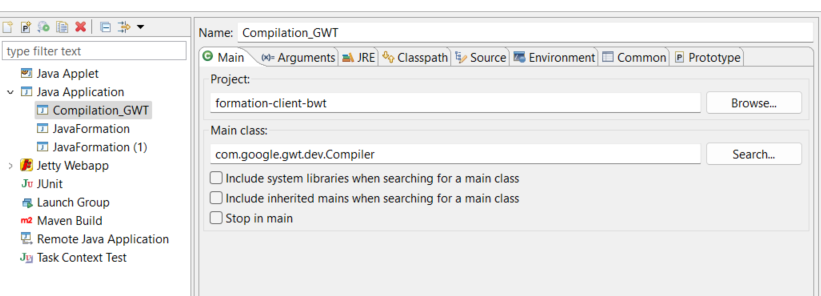 Name: Compilation_GWT
type filter text
Java Applet
Java Application
Compilation_GWT
JavaFormation
JavaFormation (1)
Jetty Webapp
JUnit
Launch Group
Maven Build
Remote Java Application
Task Context Test
Main Arguments JRE Classpath Source Environment Common Prototype
Project:
formation-client-bwt Browse...
Main class:
com.google.gwt.dev.Compiler Search...
Include system libraries when searching for a main class
Include inherited mains when searching for a main class
Stop in main